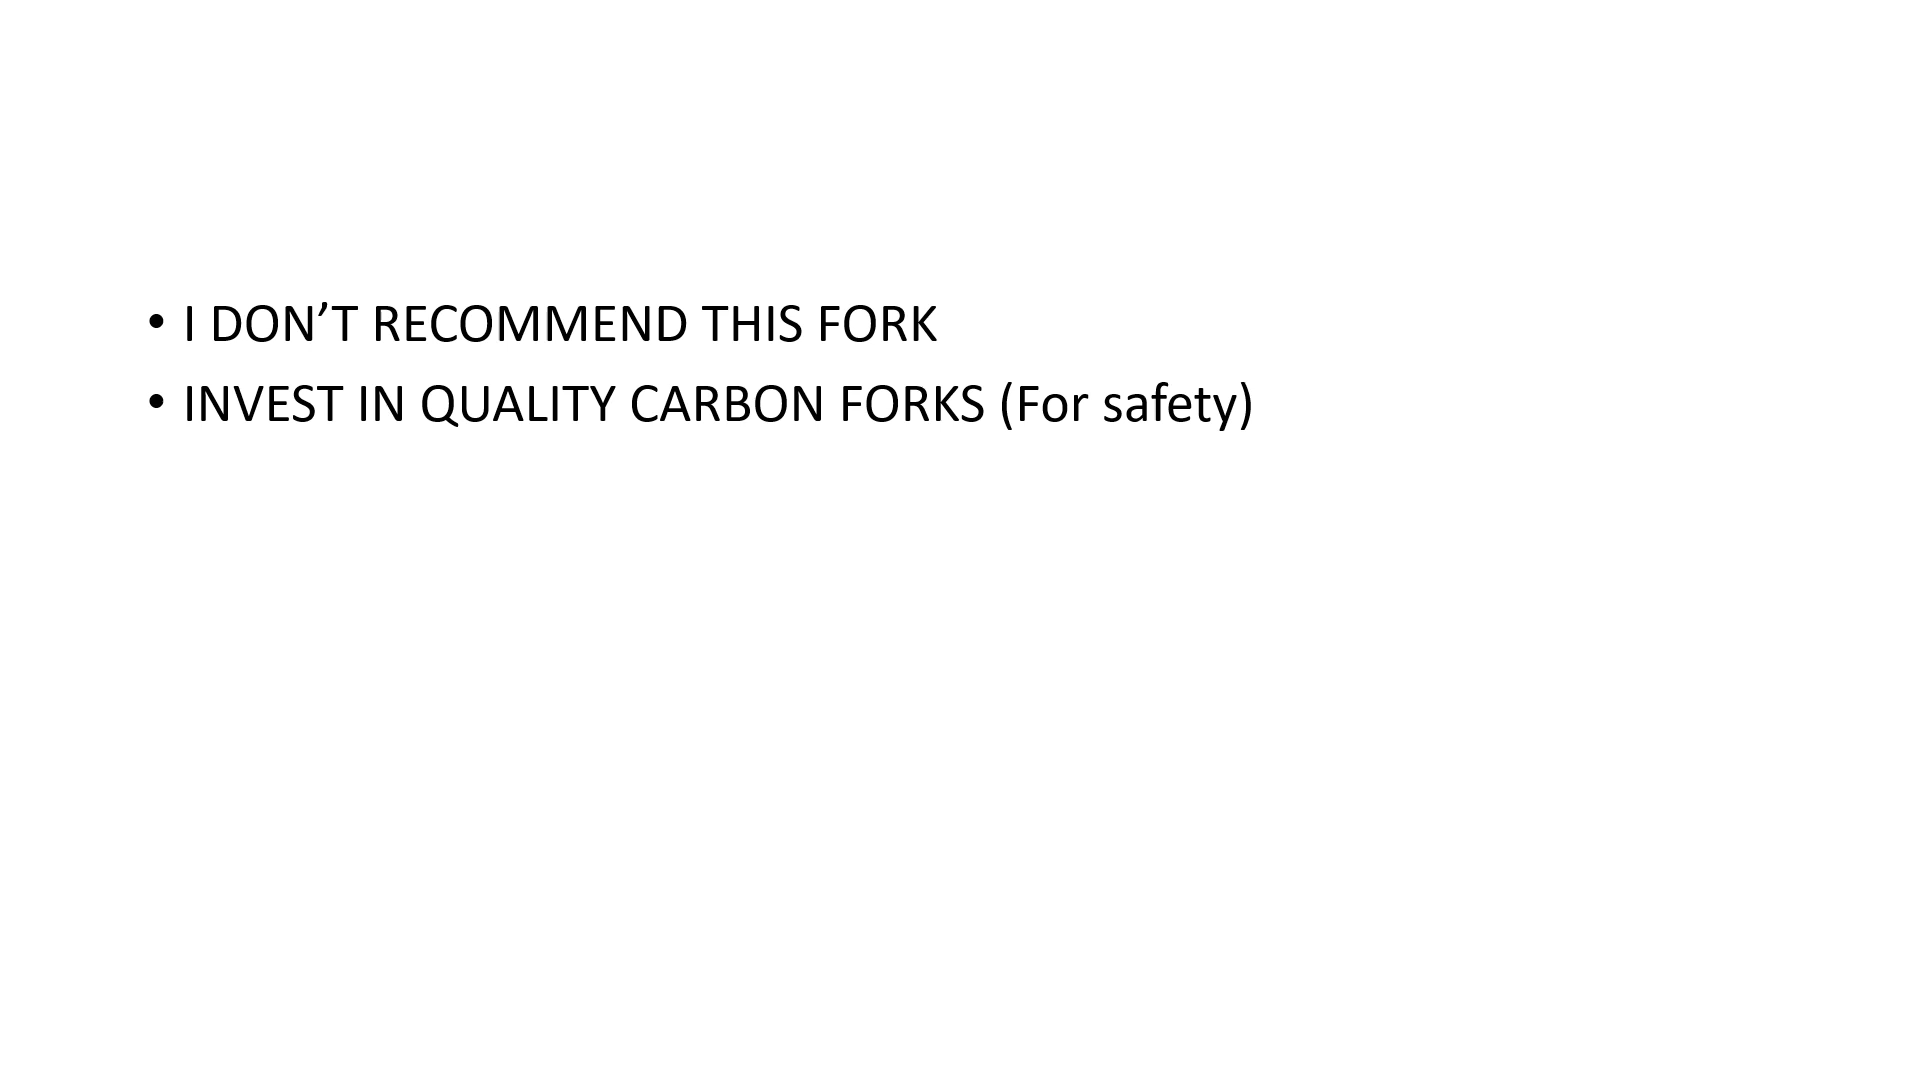 • I DON’T RECOMMEND THIS FORK
• INVEST IN QUALITY CARBON FORKS (For safety)